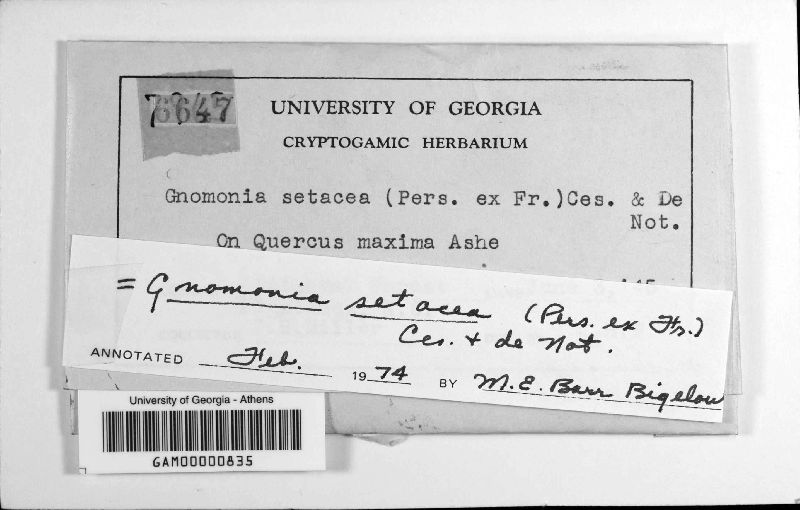 6647
UNIVERSITY OF GEORGIA
CRYPTOGAMIC HERBARIUM
Gnomonia setacea (Pers. ex Fr.)Ces. & De
Not.
On Quercus maxima Ashe
= Gnomonia setacea (Pers. ex Fr.)
Ces. + de Not.
ANNOTATED Feb. 1974 BY M.E. Barr Bigelow
University of Georgia - Athens
GAM00000835